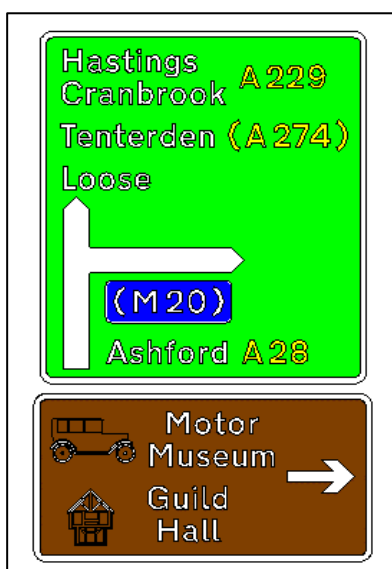 Hastings
Cranbrook A229
Tenterden (A274)
Loose
(M20)
Ashford A28
Motor
Museum
Guild
Hall